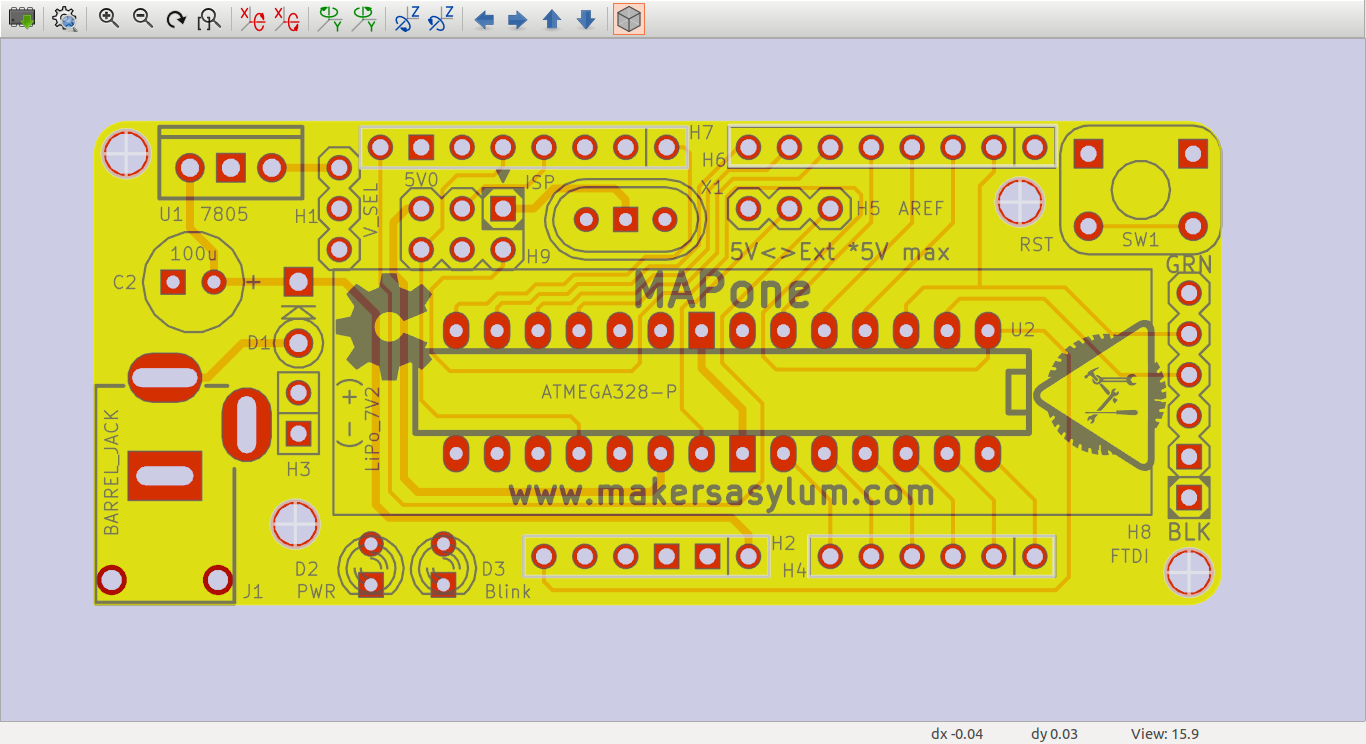 H7
H6
5V0
ISP
X1
U1 7805
H1
V_SEL
H5 AREF
RST
SW1
100u
C2
+
H9
5V<>Ext *5V max
GRN
MAPone
D1
U2
ATMEGA328-P
(+ -)
LiPo_7V2
BARREL_JACK
H3
www.makersasylum.com
H8
BLK
FTDI
H2
H4
D2
PWR
D3
Blink
J1
dx -0.04 dy 0.03 View: 15.9